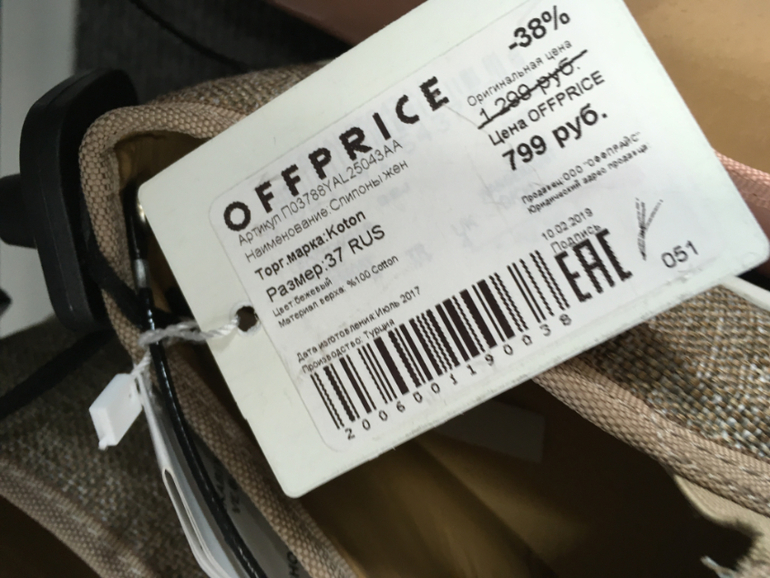 OFFPRICE
Артикул:П03788YAL25043AA
Наименование:Слипоны жен
Торг.марка:Koton
Размер:37 RUS
Цвет:бежевый
Материал верха: %100 Cotton
Дата изготовления:Июль 2017
Производство: Турция
2006001190038
-38%
Оригинальная цена
1 299 руб.
Цена OFFPRICE
799 руб.
Продавец:ООО "ОФФПРАЙС"
Юридический адрес продавца:
10.02.2019
Подпись
EAC
051